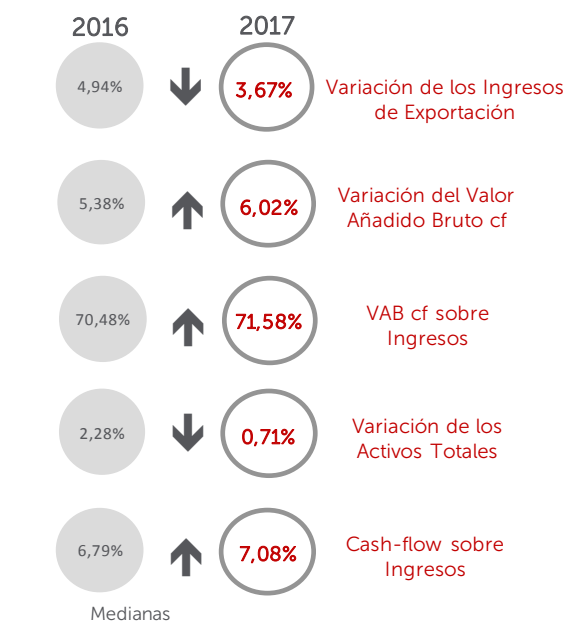 2016 2017
4,94% 3,67% Variación de los Ingresos
de Exportación
5,38% 6,02% Variación del Valor
Añadido Bruto cf
70,48% 71,58% VAB cf sobre
Ingresos
2,28% 0,71% Variación de los
Activos Totales
6,79% 7,08% Cash-flow sobre
Ingresos
Medianas